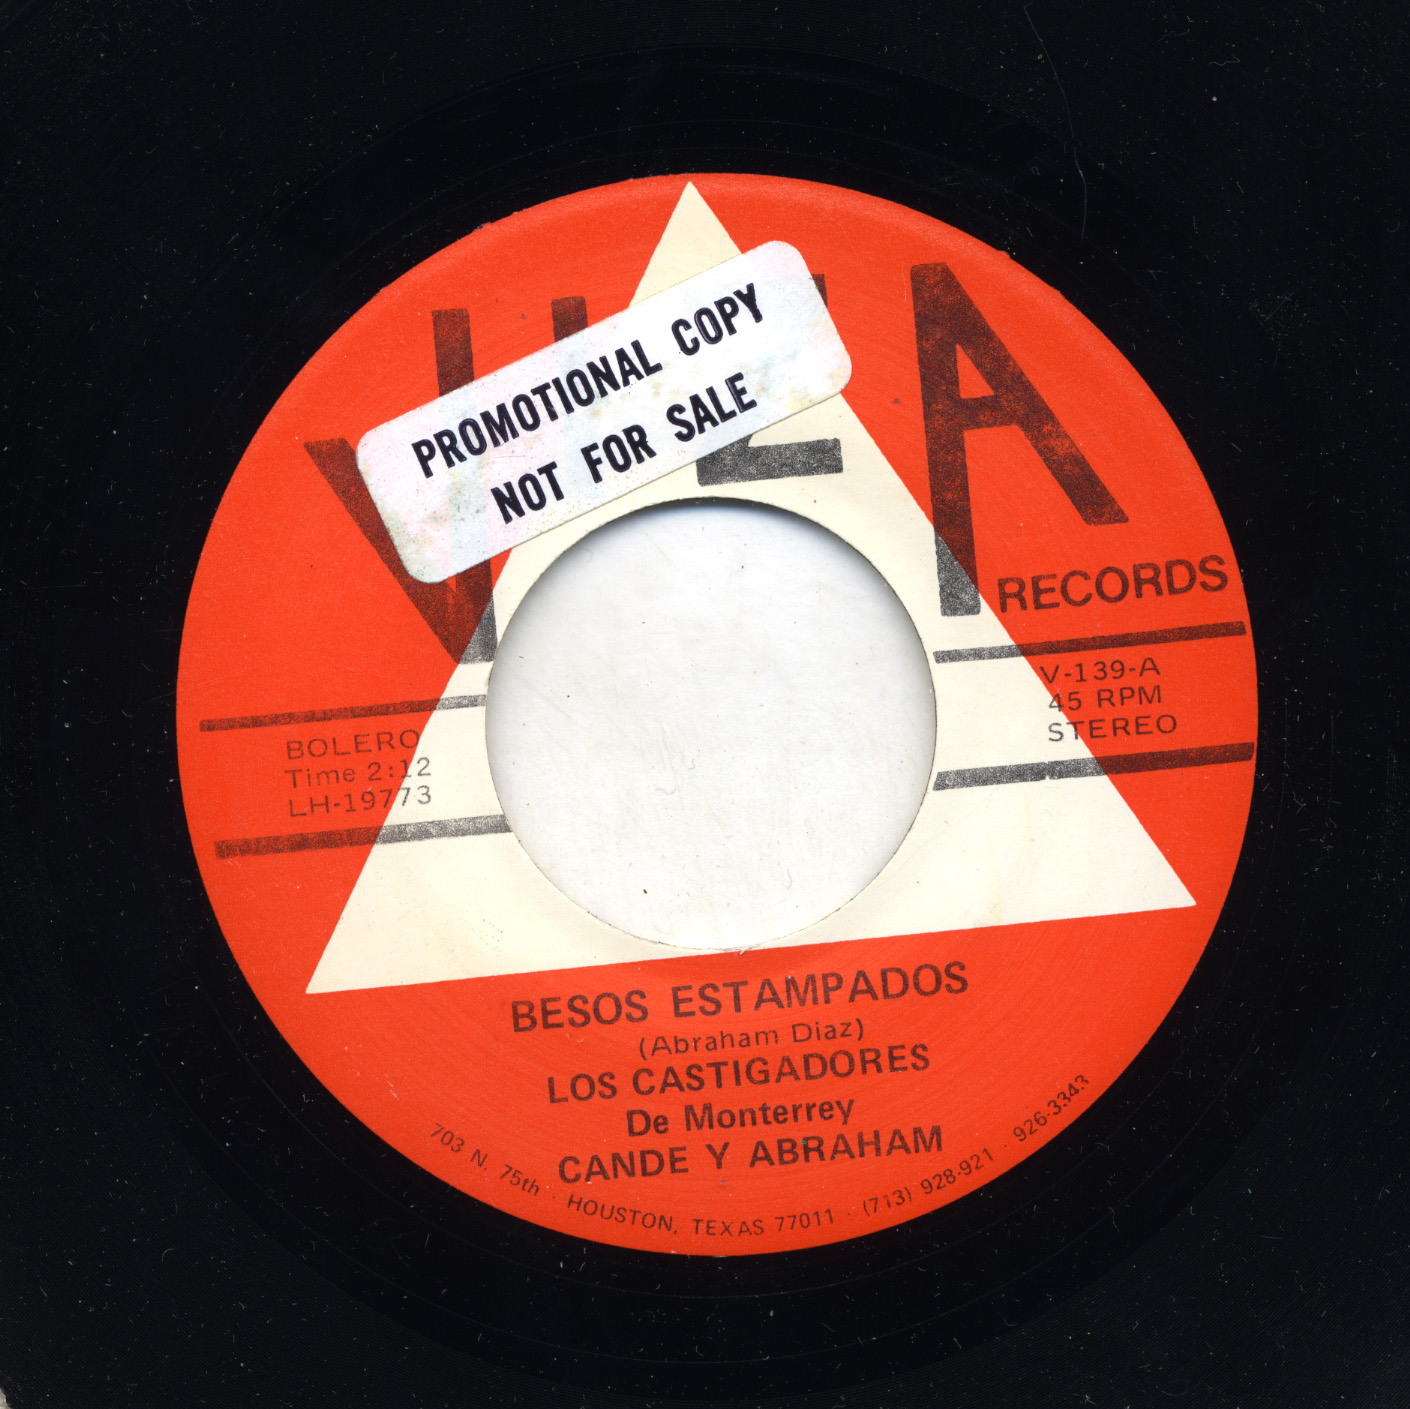 PROMOTIONAL COPY
NOT FOR SALE
RECORDS
V-139-A
45 RPM
STEREO
BOLERO
Time 2:12
LH-19773
BESOS ESTAMPADOS
(Abraham Diaz)
LOS CASTIGADORES
De Monterrey
CANDE Y ABRAHAM
703 N. 75th · HOUSTON, TEXAS 77011 · (713) 928-921 · 926-3343